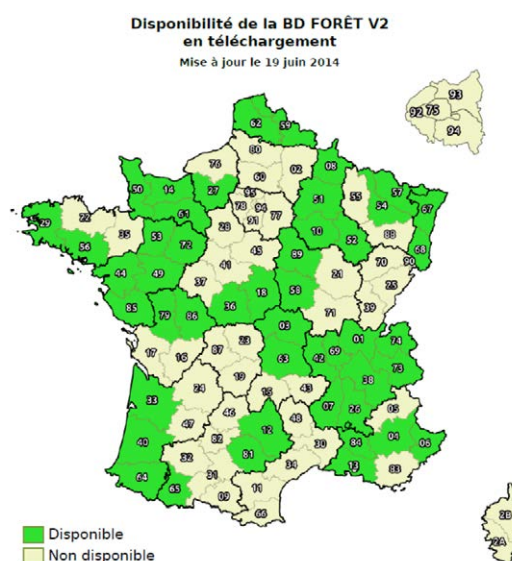 Disponibilité de la BD FORÊT V2
en téléchargement
Mise à jour le 19 juin 2014
93
92 75
94
62 59
80
76 02 08
60
50 14 27 95 51 55 57
54 67
78 94
61 91 77
29 22 28 10 88
35 53 52 68
56 72 45 89
41 70 90
44 49 21 25
37 18 58
36 39
85 79 86 71
03 01 74
23
17 16 87 69
63 42 73
19 38
24 15 43
33 07 26 05
46 48
47 12 04
40 82 84 06
32 81 30
13 83
31 34
64 65 09 11
66
2B
2A
Disponible
Non disponible